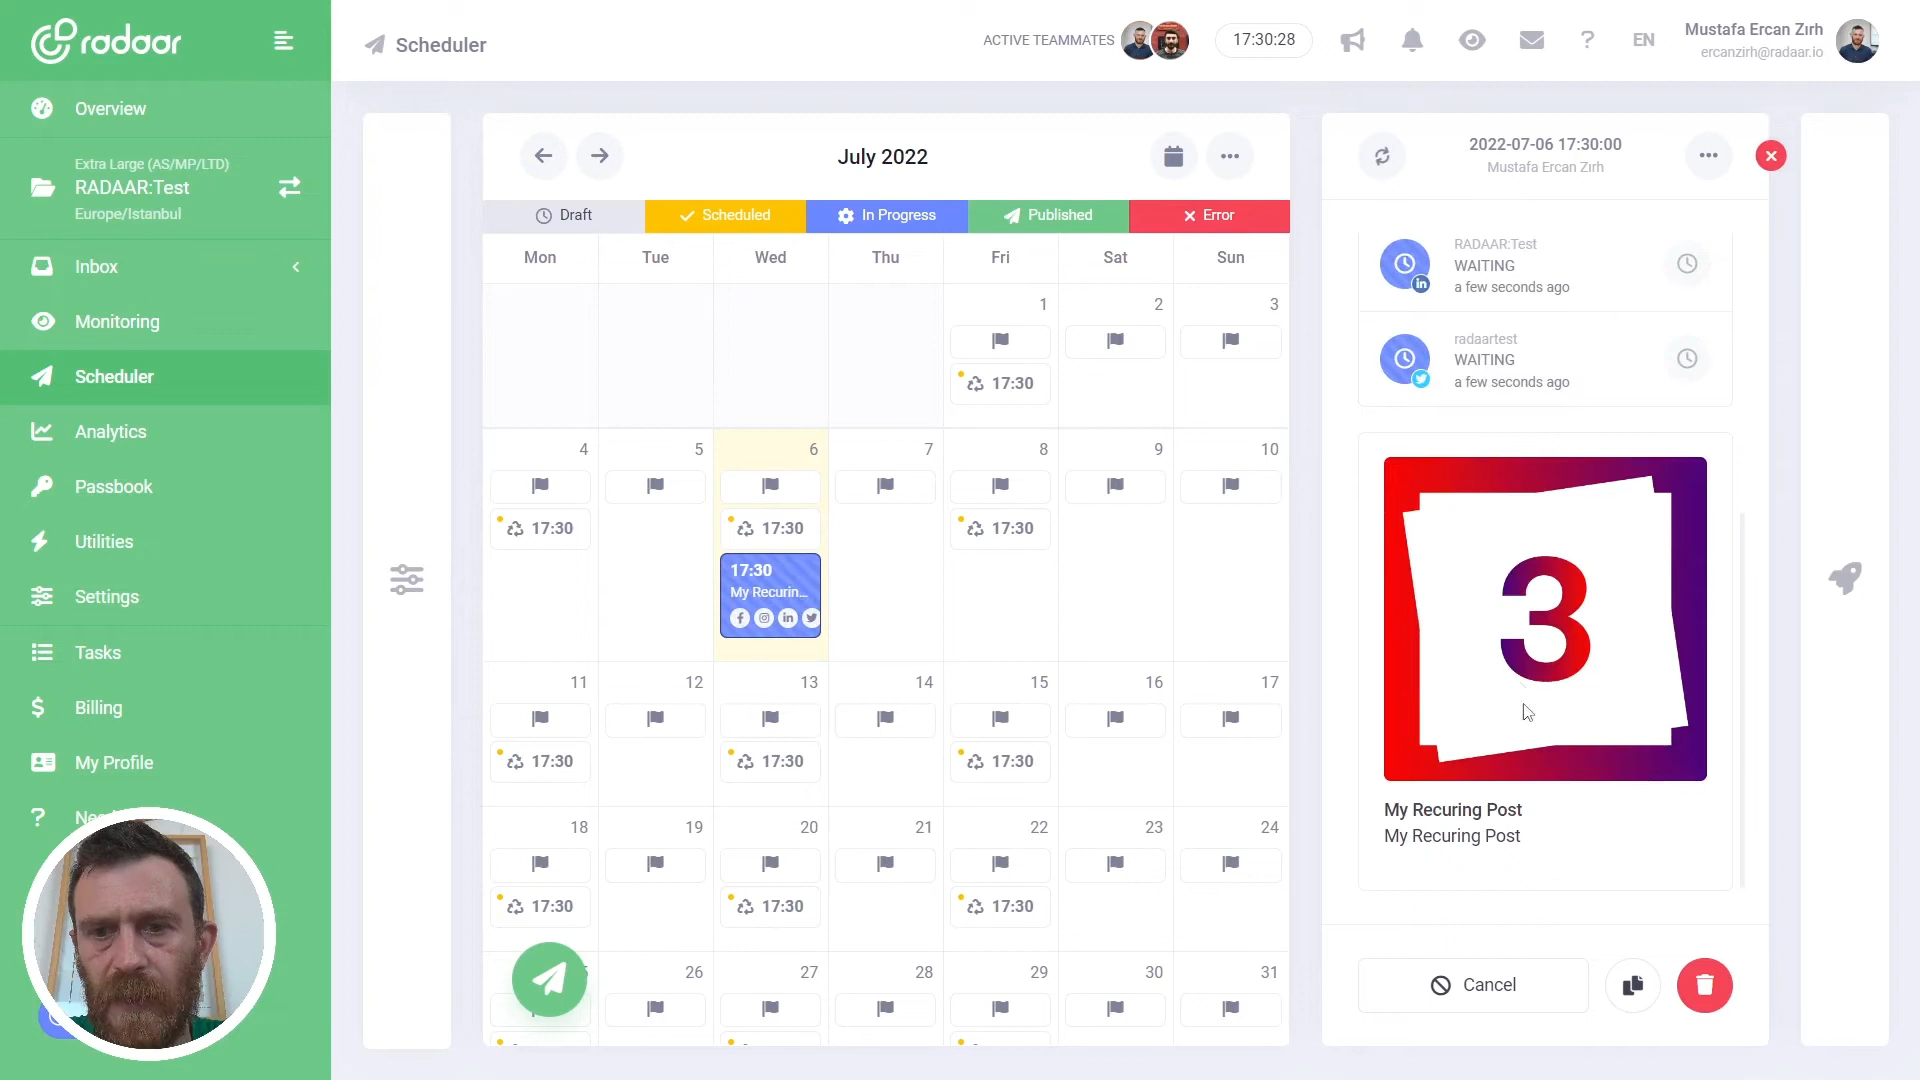 radaar
Scheduler
ACTIVE TEAMMATES
17:30:28
?
EN
Mustafa Ercan Zırh
ercanzirh@radaar.io
Overview
Extra Large (AS/MP/LTD)
RADAAR:Test
Europe/Istanbul
Inbox
Monitoring
Scheduler
Analytics
Passbook
Utilities
Settings
Tasks
Billing
My Profile
?
July 2022
Draft
Scheduled
In Progress
Published
Error
Mon Tue Wed Thu Fri Sat Sun
1 2 3
17:30
4 5 6 7 8 9 10
17:30 17:30 17:30
17:30
My Recurin...
11 12 13 14 15 16 17
17:30 17:30 17:30
18 19 20 21 22 23 24
17:30 17:30 17:30
26 27 28 29 30 31
2022-07-06 17:30:00
Mustafa Ercan Zırh
RADAAR:Test
WAITING
a few seconds ago
radaartest
WAITING
a few seconds ago
3
My Recuring Post
My Recuring Post
Cancel